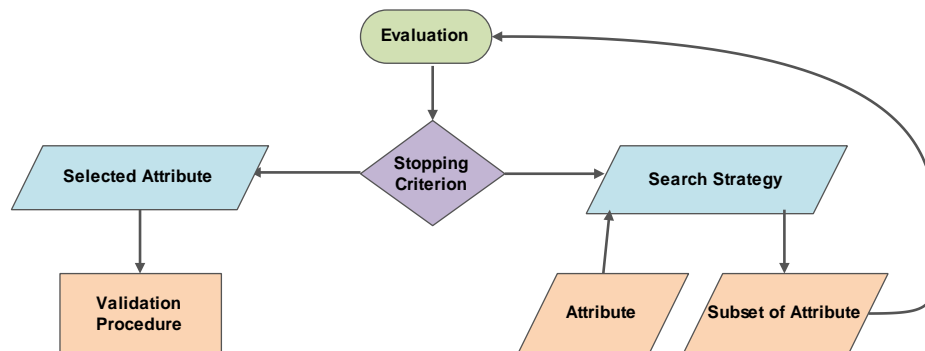 Evaluation
Stopping
Criterion
Selected Attribute
Search Strategy
Validation
Procedure
Attribute
Subset of Attribute